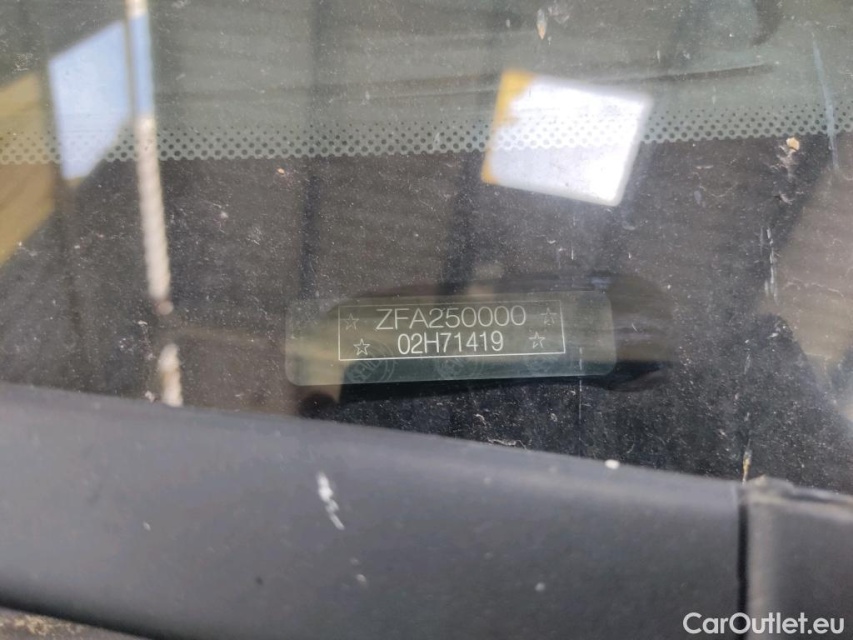 ☆ ZFA250000 ☆
☆ 02H71419 ☆
CarOutlet.eu